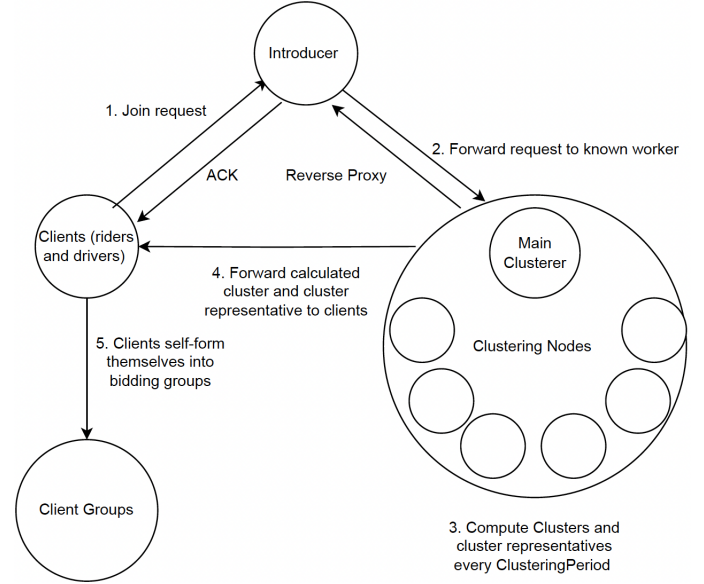 Introducer
1. Join request
2. Forward request to known worker
ACK
Reverse Proxy
Clients (riders
and drivers)
Main
Clusterer
4. Forward calculated
cluster and cluster
representative to clients
Clustering Nodes
5. Clients self-form
themselves into
bidding groups
Client Groups
3. Compute Clusters and
cluster representatives
every ClusteringPeriod